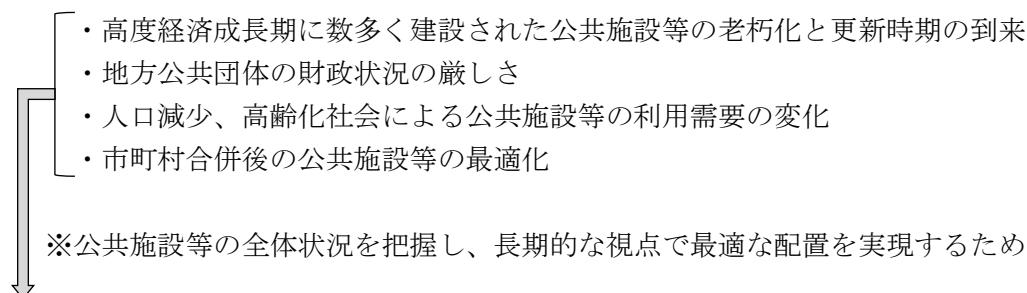 ・高度経済成長期に数多く建設された公共施設等の老朽化と更新時期の到来
・地方公共団体の財政状況の厳しさ
・人口減少、高齢化社会による公共施設等の利用需要の変化
・市町村合併後の公共施設等の最適化
※公共施設等の全体状況を把握し、長期的な視点で最適な配置を実現するため